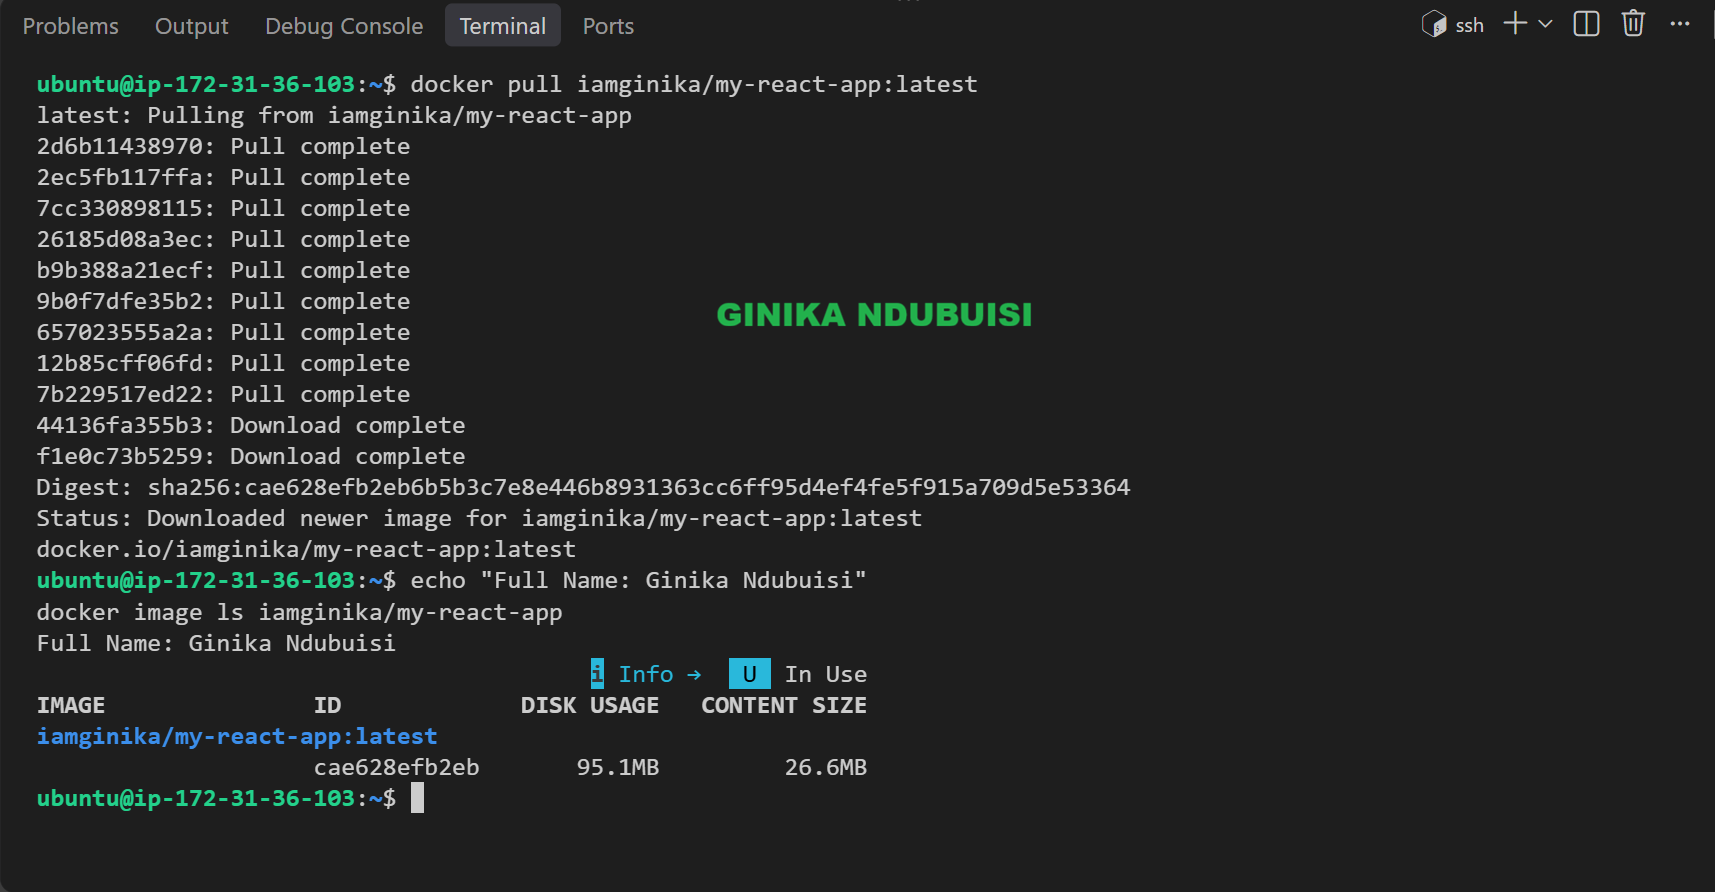 Problems Output Debug Console Terminal Ports ssh
ubuntu@ip-172-31-36-103:~$ docker pull iamginika/my-react-app:latest
latest: Pulling from iamginika/my-react-app
2d6b11438970: Pull complete
2ec5fb117ffa: Pull complete
7cc330898115: Pull complete
26185d08a3ec: Pull complete
b9b388a21ecf: Pull complete
9b0f7dfe35b2: Pull complete
GINIKA NDUBUISI
657023555a2a: Pull complete
12b85cff06fd: Pull complete
7b229517ed22: Pull complete
44136fa355b3: Download complete
f1e0c73b5259: Download complete
Digest: sha256:cae628efb2eb6b5b3c7e8e446b8931363cc6ff95d4ef4fe5f915a709d5e53364
Status: Downloaded newer image for iamginika/my-react-app:latest
docker.io/iamginika/my-react-app:latest
ubuntu@ip-172-31-36-103:~$ echo "Full Name: Ginika Ndubuisi"
docker image ls iamginika/my-react-app
Full Name: Ginika Ndubuisi
i Info → U In Use
IMAGE ID DISK USAGE CONTENT SIZE
iamginika/my-react-app:latest
cae628efb2eb 95.1MB 26.6MB
ubuntu@ip-172-31-36-103:~$